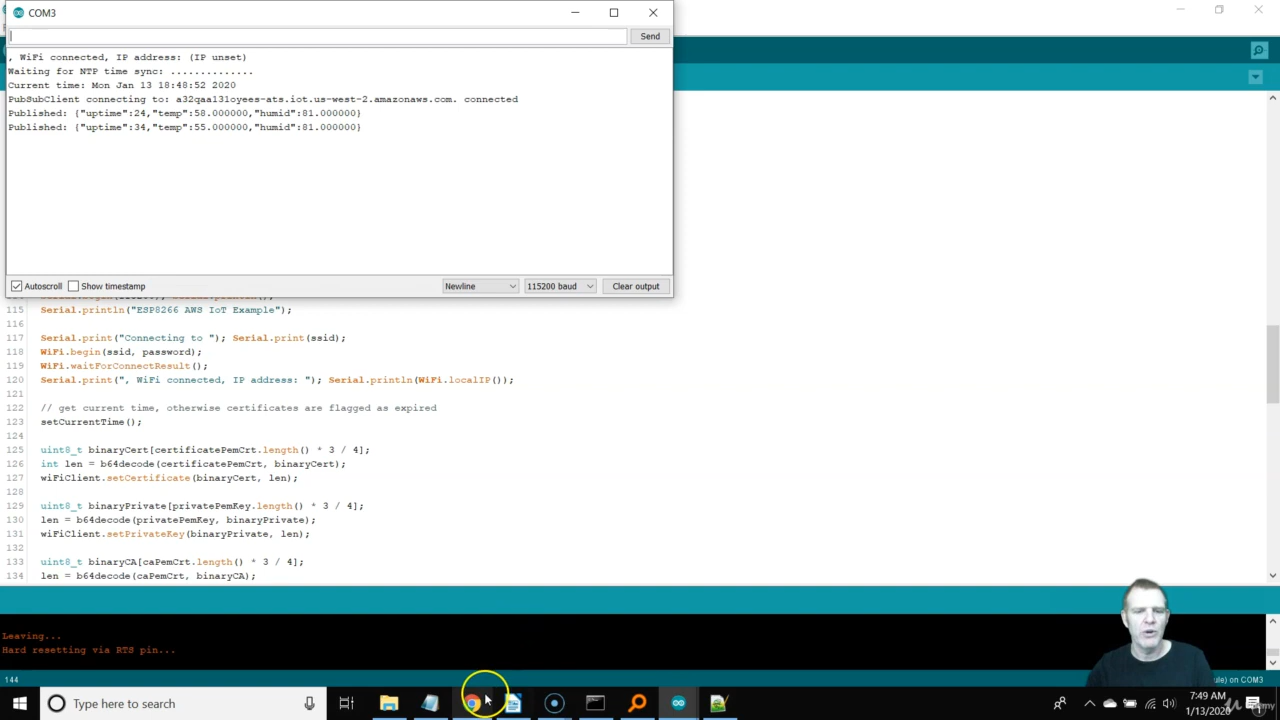 COM3
Send
, WiFi connected, IP address: (IP unset)
Waiting for NTP time sync: ..............
Current time: Mon Jan 13 18:48:52 2020
PubSubClient connecting to: a32qaal31oyees-ats.iot.us-west-2.amazonaws.com. connected
Published: {"uptime":24,"temp":58.000000,"humid":81.000000}
Published: {"uptime":34,"temp":55.000000,"humid":81.000000}
Autoscroll
Show timestamp
Newline
115200 baud
Clear output
115 Serial.println("ESP8266 AWS IoT Example");
116
117 Serial.print("Connecting to "); Serial.print(ssid);
118 WiFi.begin(ssid, password);
119 WiFi.waitForConnectResult();
120 Serial.print(", WiFi connected, IP address: "); Serial.println(WiFi.localIP());
121
122 // get current time, otherwise certificates are flagged as expired
123 setCurrentTime();
124
125 uint8_t binaryCert[certificatePemCrt.length() * 3 / 4];
126 int len = b64decode(certificatePemCrt, binaryCert);
127 wiFiClient.setCertificate(binaryCert, len);
128
129 uint8_t binaryPrivate[privatePemKey.length() * 3 / 4];
130 len = b64decode(privatePemKey, binaryPrivate);
131 wiFiClient.setPrivateKey(binaryPrivate, len);
132
133 uint8_t binaryCA[caPemCrt.length() * 3 / 4];
134 len = b64decode(caPemCrt, binaryCA);
Leaving...
Hard resetting via RTS pin...
144
on COM3
Type here to search
7:49 AM
1/13/2020